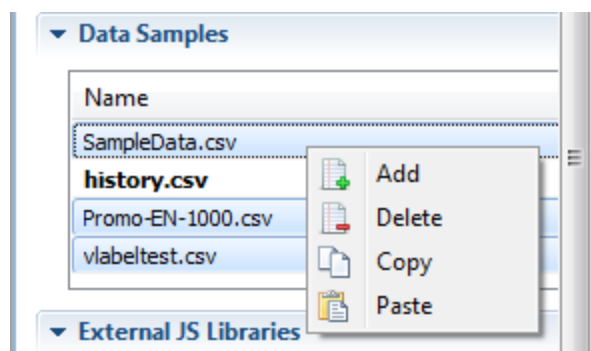 Data Samples
Name
SampleData.csv
history.csv
Promo-EN-1000.csv
vlabeltest.csv
Add
Delete
Copy
Paste
External JS Libraries